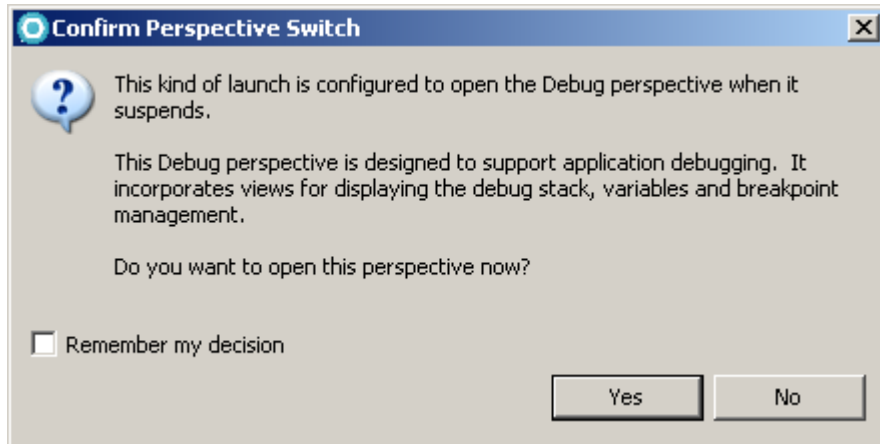 Confirm Perspective Switch
This kind of launch is configured to open the Debug perspective when it
suspends.
This Debug perspective is designed to support application debugging.  It
incorporates views for displaying the debug stack, variables and breakpoint
management.
Do you want to open this perspective now?
Remember my decision
Yes
No